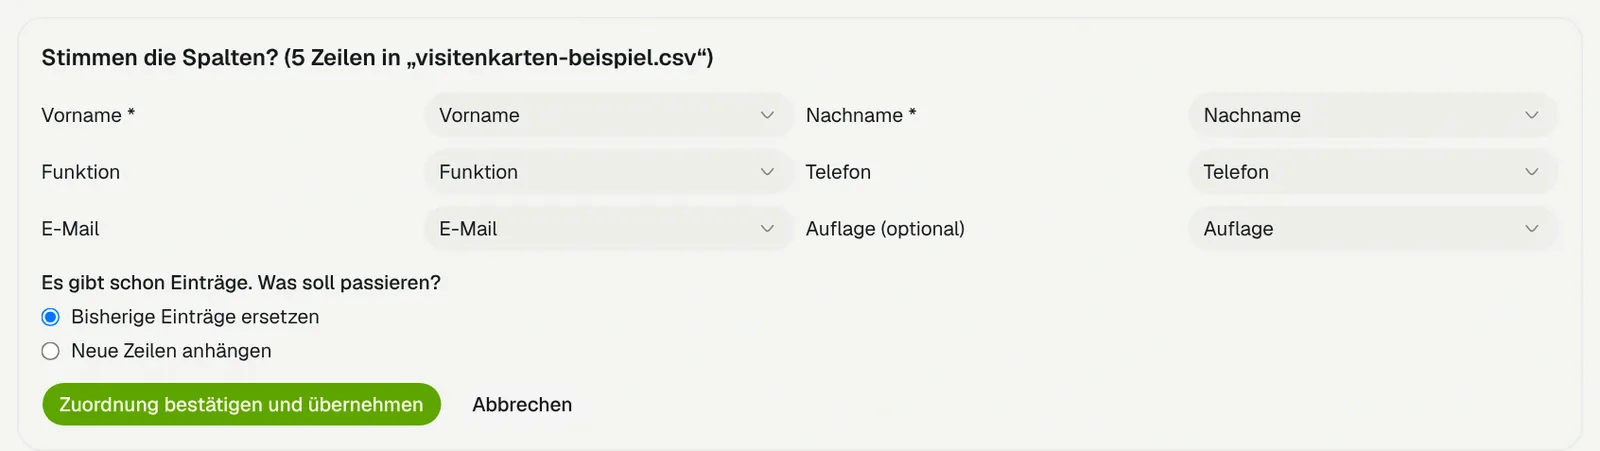 Stimmen die Spalten? (5 Zeilen in „visitenkarten-beispiel.csv“)
Vorname * Vorname Nachname * Nachname
Funktion Funktion Telefon Telefon
E-Mail E-Mail Auflage (optional) Auflage
Es gibt schon Einträge. Was soll passieren?
Bisherige Einträge ersetzen
Neue Zeilen anhängen
Zuordnung bestätigen und übernehmen Abbrechen